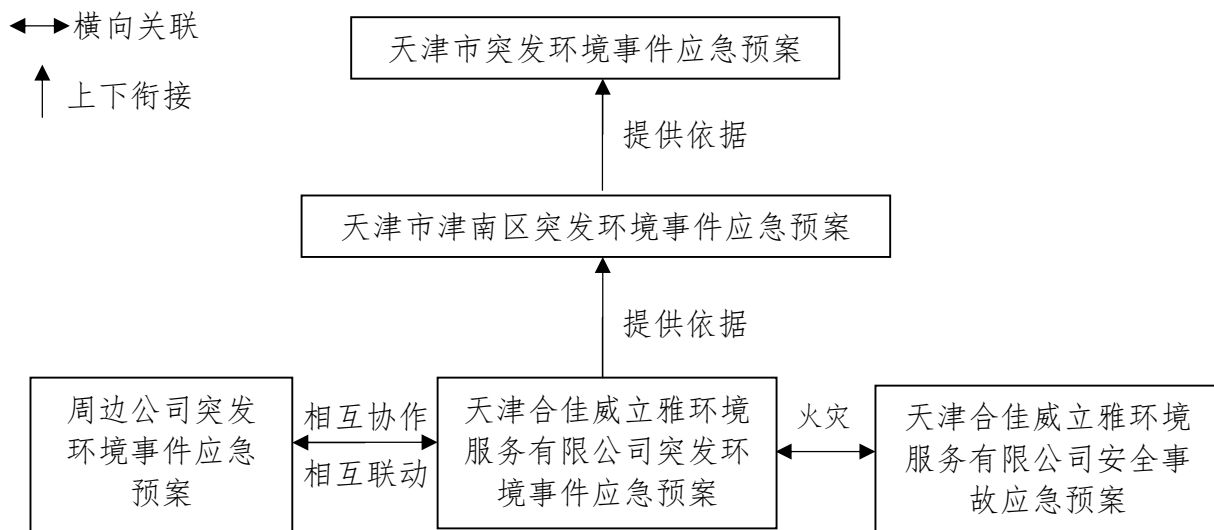 横向关联
上下衔接
天津市突发环境事件应急预案
提供依据
天津市津南区突发环境事件应急预案
提供依据
周边公司突发
环境事件应急
预案
相互协作
相互联动
天津合佳威立雅环境
服务有限公司突发环
境事件应急预案
火灾
天津合佳威立雅环境
服务有限公司安全事
故应急预案